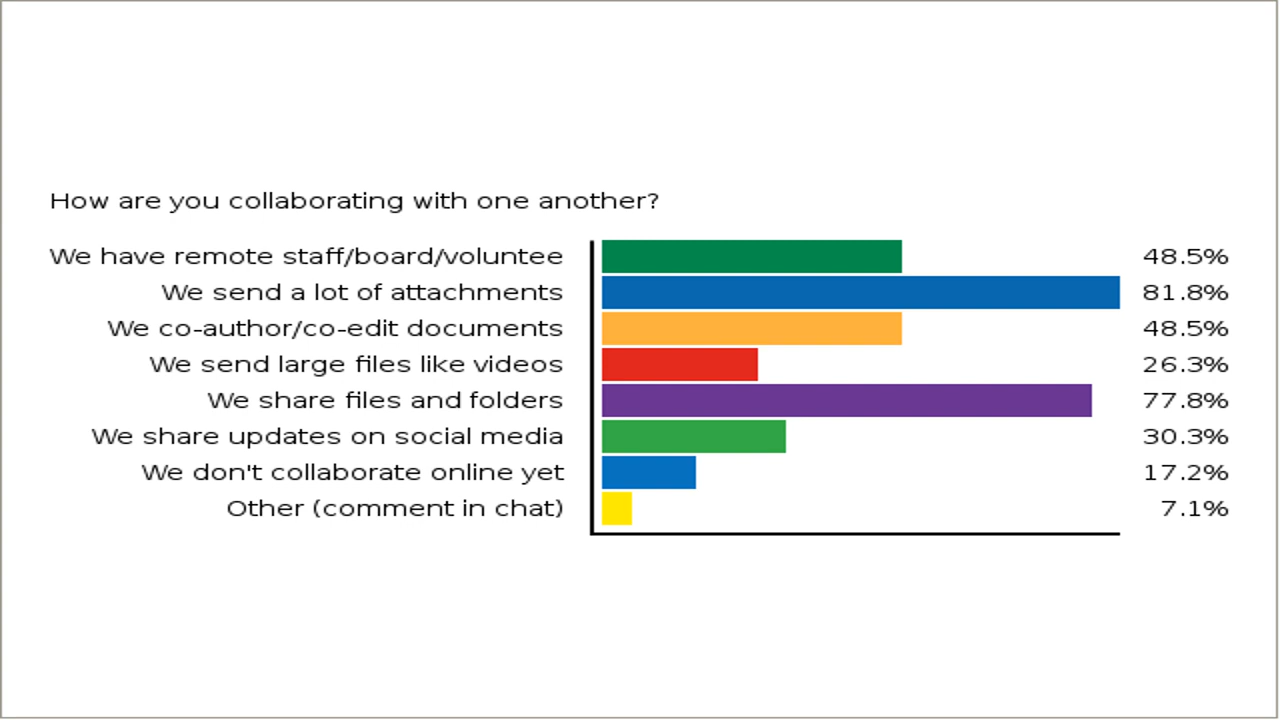 How are you collaborating with one another?
We have remote staff/board/voluntee 48.5%
We send a lot of attachments 81.8%
We co-author/co-edit documents 48.5%
We send large files like videos 26.3%
We share files and folders 77.8%
We share updates on social media 30.3%
We don't collaborate online yet 17.2%
Other (comment in chat) 7.1%